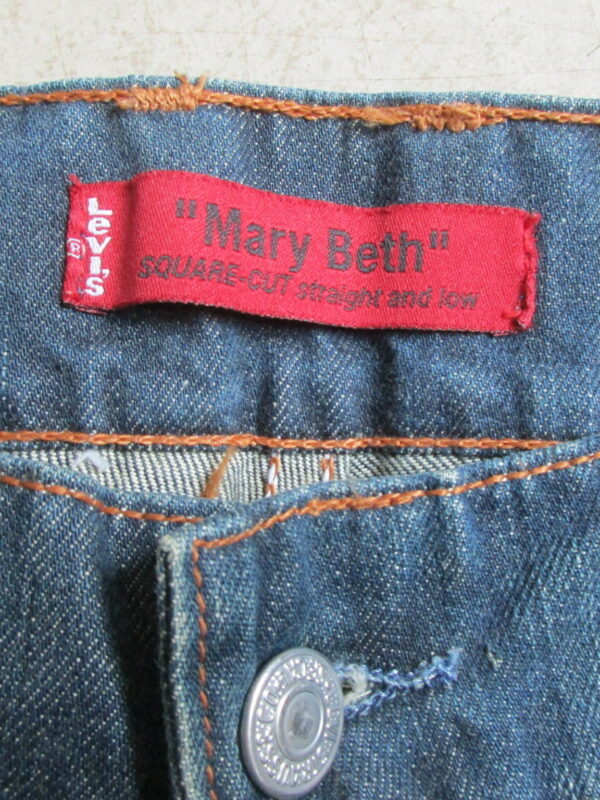 Levi's
®
"Mary Beth"
SQUARE-CUT straight and low